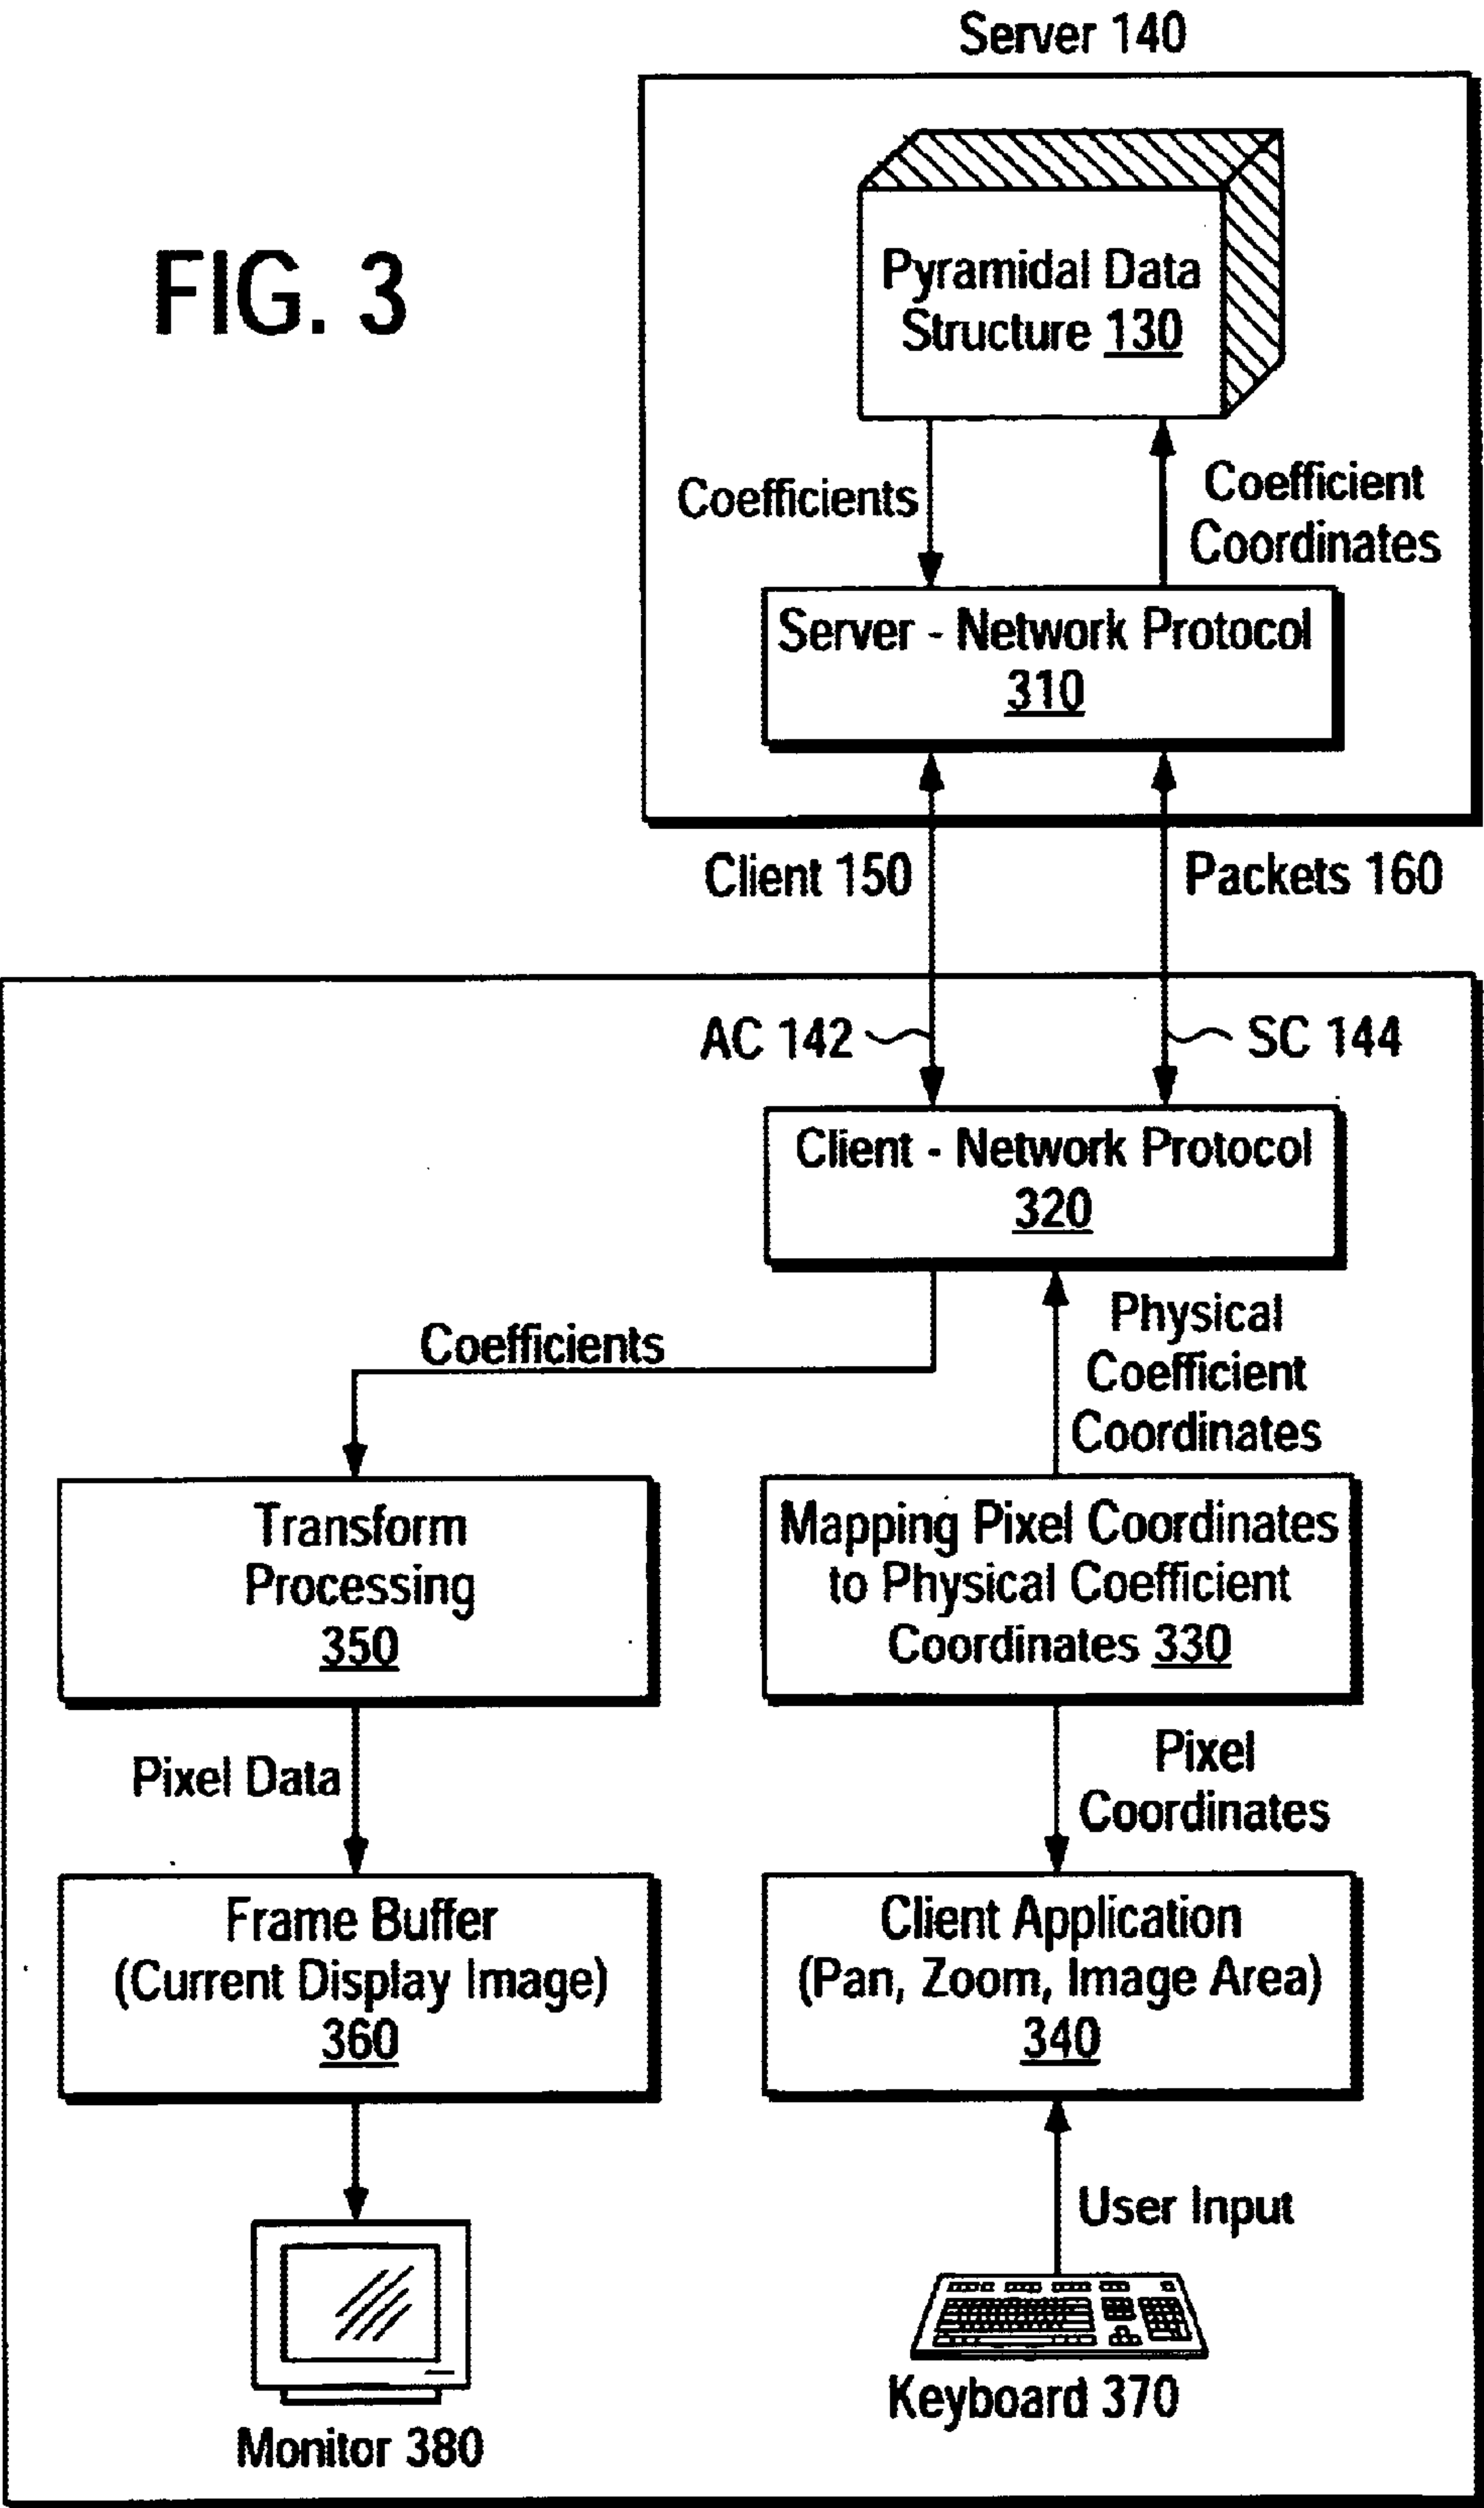 Server 140
FIG. 3
Pyramidal Data
Structure 130
Coefficients
Coefficient
Coordinates
Server - Network Protocol
310
Client 150
Packets 160
AC 142
SC 144
Client - Network Protocol
320
Coefficients
Physical
Coefficient
Coordinates
Transform
Processing
350
Mapping Pixel Coordinates
to Physical Coefficient
Coordinates 330
Pixel Data
Pixel
Coordinates
Frame Buffer
(Current Display Image)
360
Client Application
(Pan, Zoom, Image Area)
340
User Input
Keyboard 370
Monitor 380